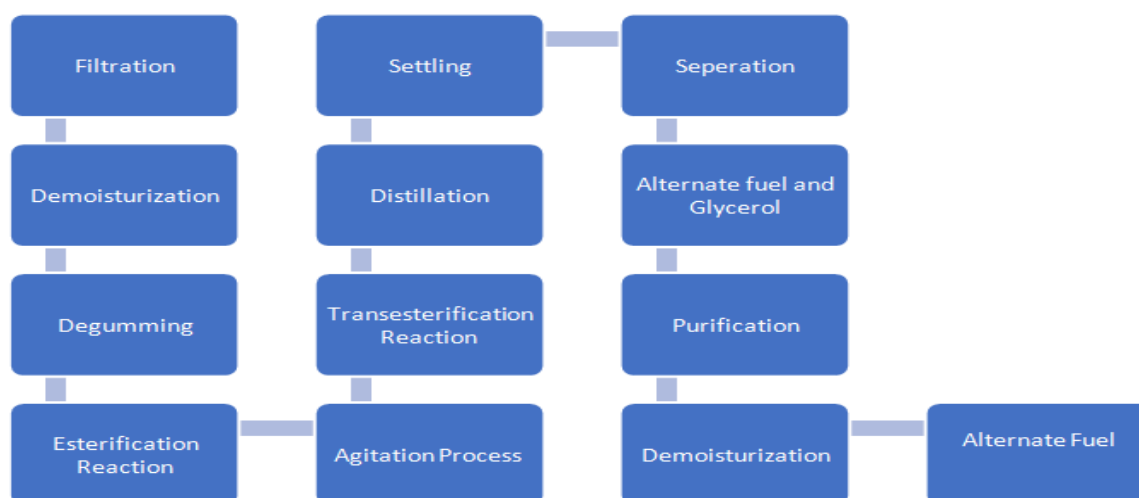 Filtration
Demoisturization
Degumming
Esterification
Reaction
Agitation Process
Transesterification
Reaction
Distillation
Settling
Seperation
Alternate fuel and
Glycerol
Purification
Demoisturization
Alternate Fuel